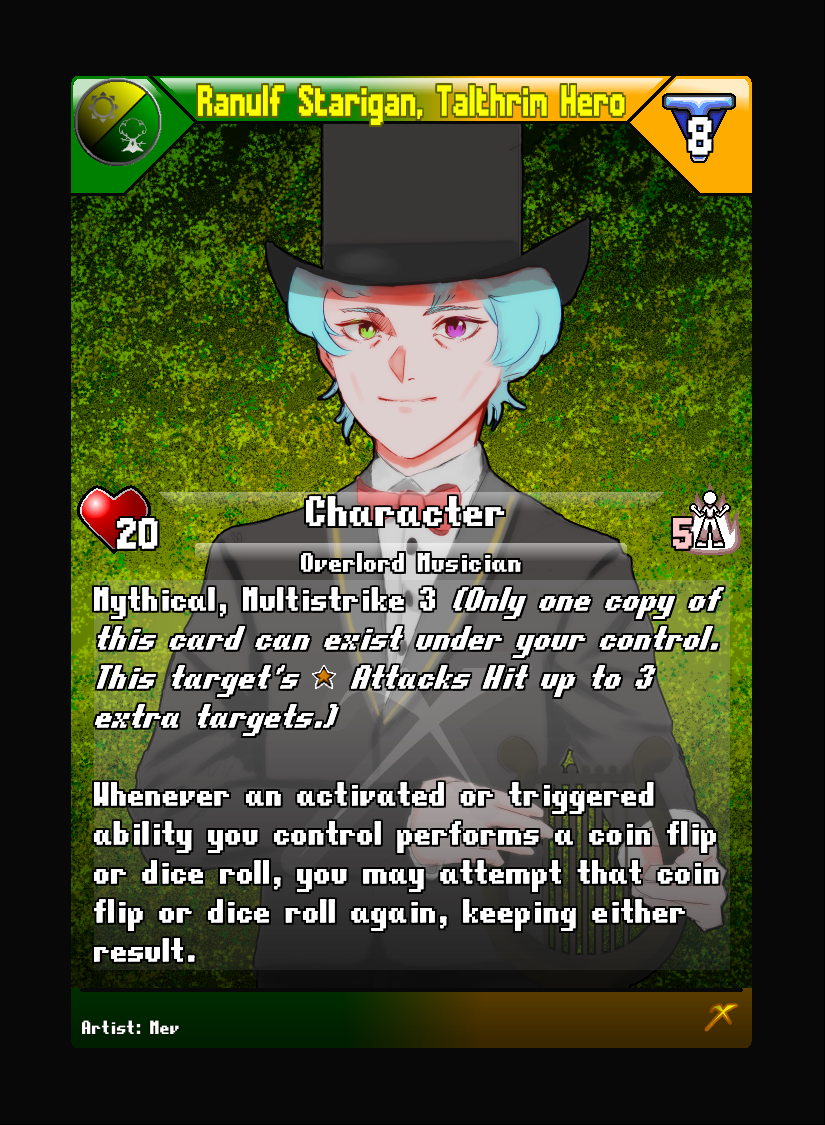 Ranulf Starigan, Talthrin Hero
8
20
Character
5
Overlord Musician
Mythical, Multistrike 3 (Only one copy of
this card can exist under your control.
This target's Attacks Hit up to 3
extra targets.)
Whenever an activated or triggered
ability you control performs a coin flip
or dice roll, you may attempt that coin
flip or dice roll again, keeping either
result.
Artist: Mev